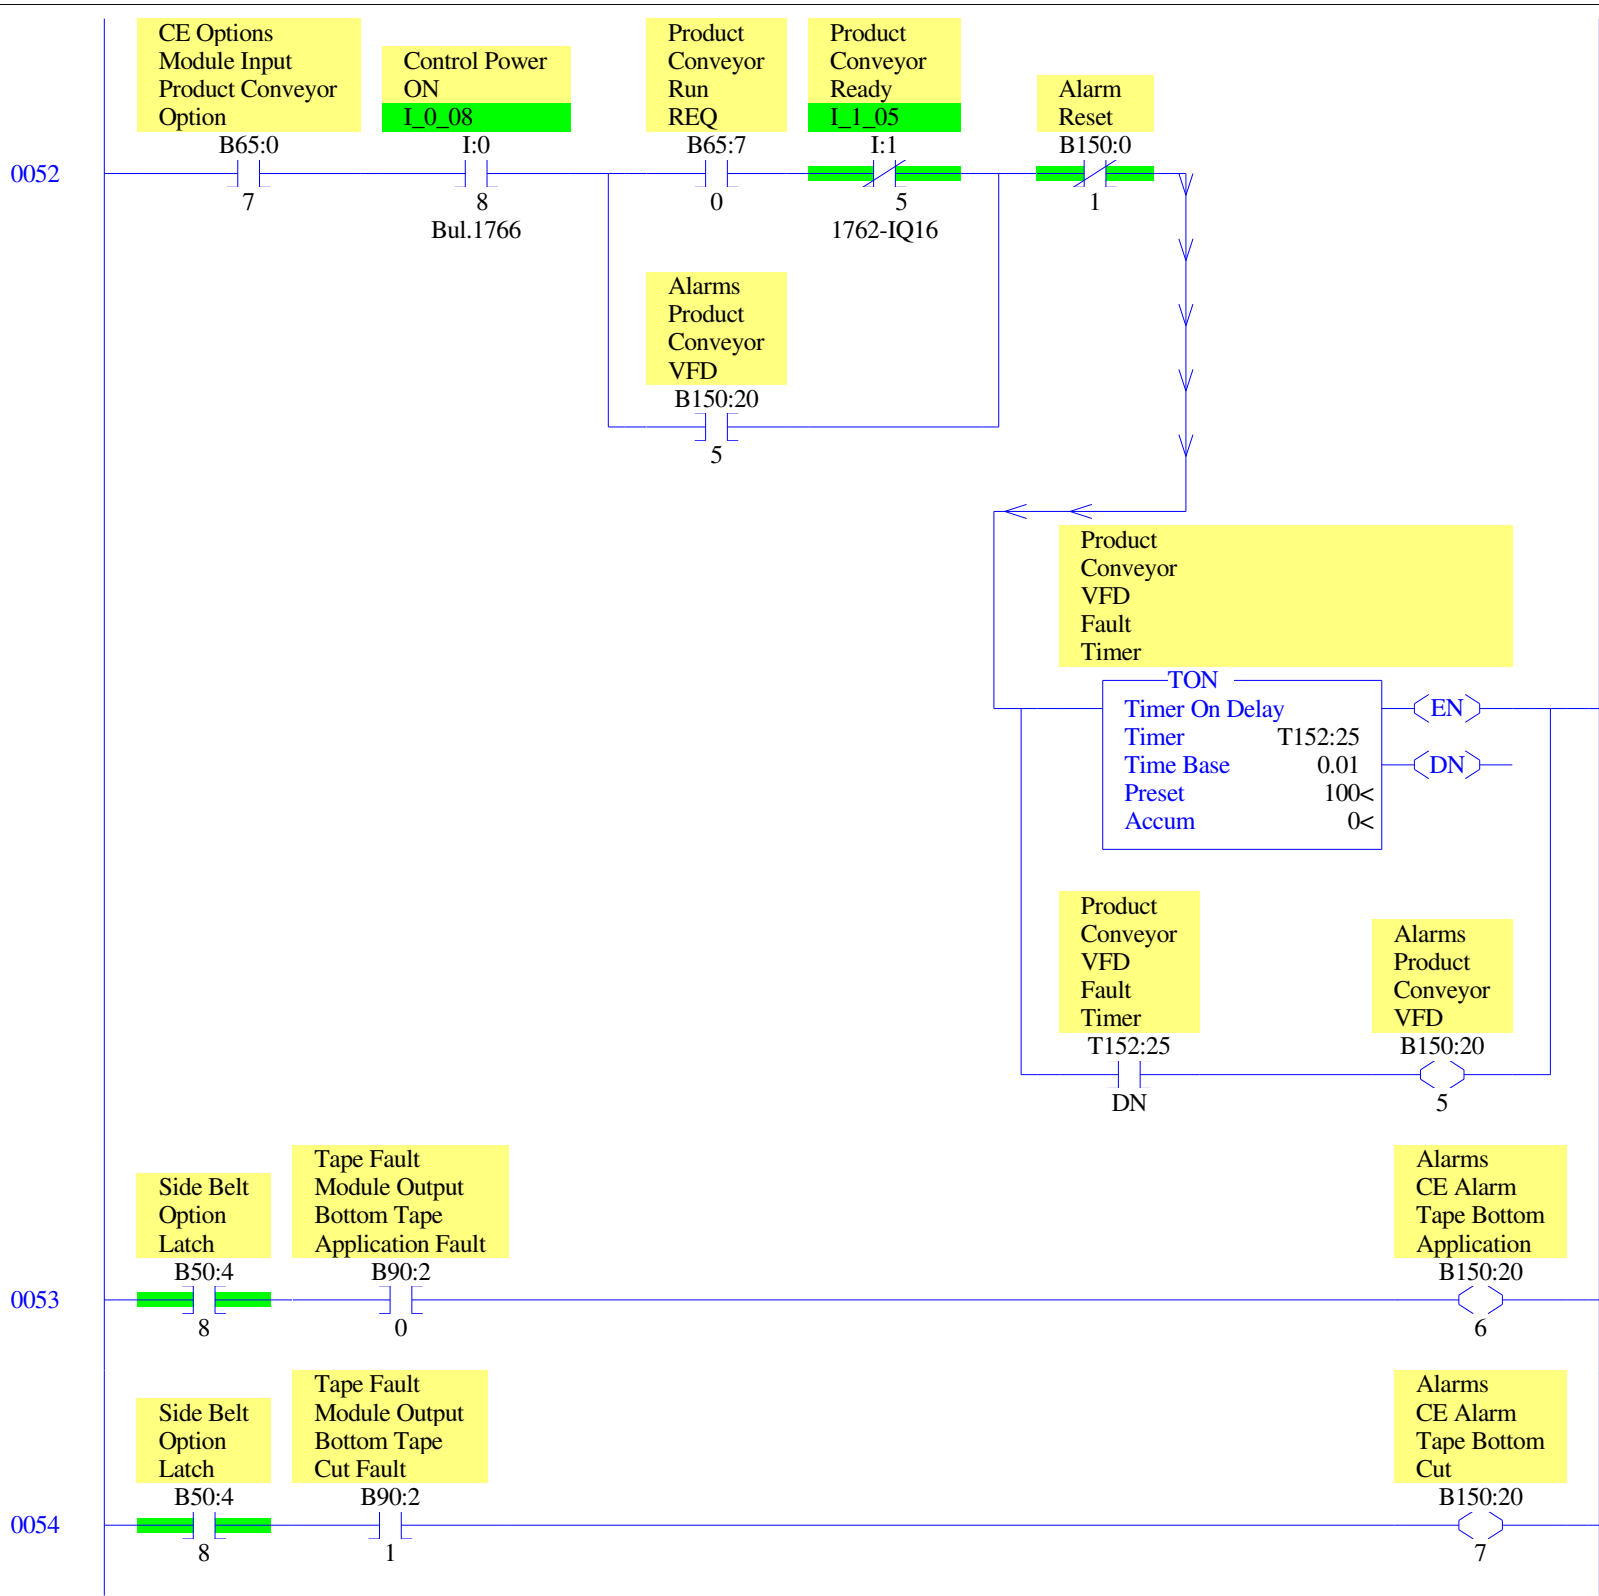 CE Options
Module Input
Product Conveyor
Option
B65:0
7
Control Power
ON
I_0_08
I:0
8
Bul.1766
Product
Conveyor
Run
REQ
B65:7
0
Product
Conveyor
Ready
I_1_05
I:1
5
1762-IQ16
Alarm
Reset
B150:0
1
0052
Alarms
Product
Conveyor
VFD
B150:20
5
Product
Conveyor
VFD
Fault
Timer
TON
Timer On Delay
Timer T152:25
Time Base 0.01
Preset 100<
Accum 0<
EN
DN
Product
Conveyor
VFD
Fault
Timer
T152:25
DN
Alarms
Product
Conveyor
VFD
B150:20
5
0053
Side Belt
Option
Latch
B50:4
8
Tape Fault
Module Output
Bottom Tape
Application Fault
B90:2
0
Alarms
CE Alarm
Tape Bottom
Application
B150:20
6
0054
Side Belt
Option
Latch
B50:4
8
Tape Fault
Module Output
Bottom Tape
Cut Fault
B90:2
1
Alarms
CE Alarm
Tape Bottom
Cut
B150:20
7